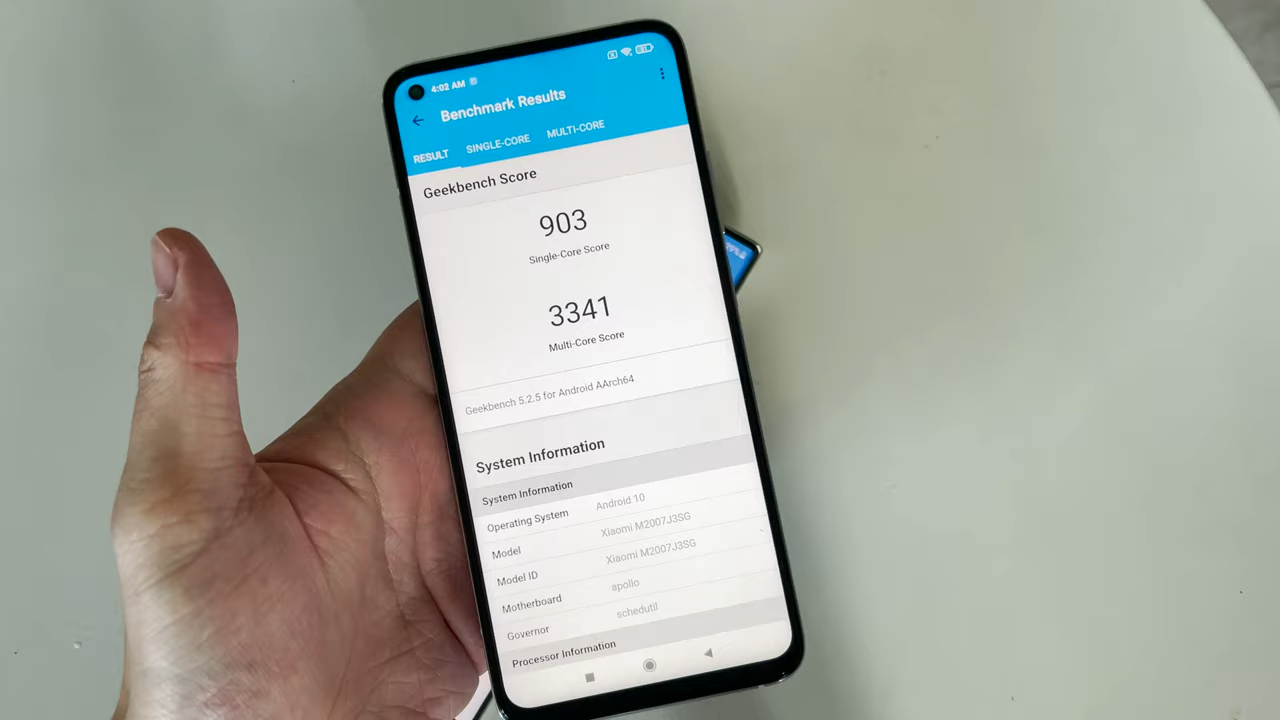 4:02 AM
Benchmark Results
RESULT SINGLE-CORE MULTI-CORE
Geekbench Score
903
Single-Core Score
3341
Multi-Core Score
Geekbench 5.2.5 for Android AArch64
System Information
System Information
Operating System Android 10
Model Xiaomi M2007J3SG
Model ID Xiaomi M2007J3SG
Motherboard apollo
Governor schedutil
Processor Information